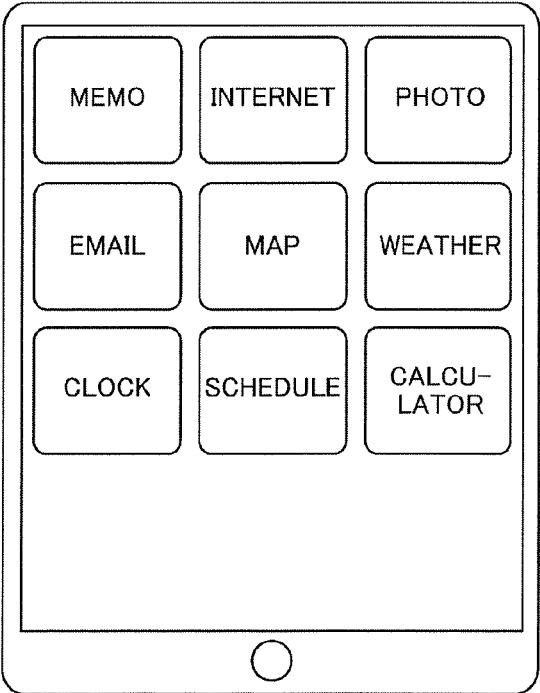 MEMO
INTERNET
PHOTO
EMAIL
MAP
WEATHER
CLOCK
SCHEDULE
CALCU-
LATOR